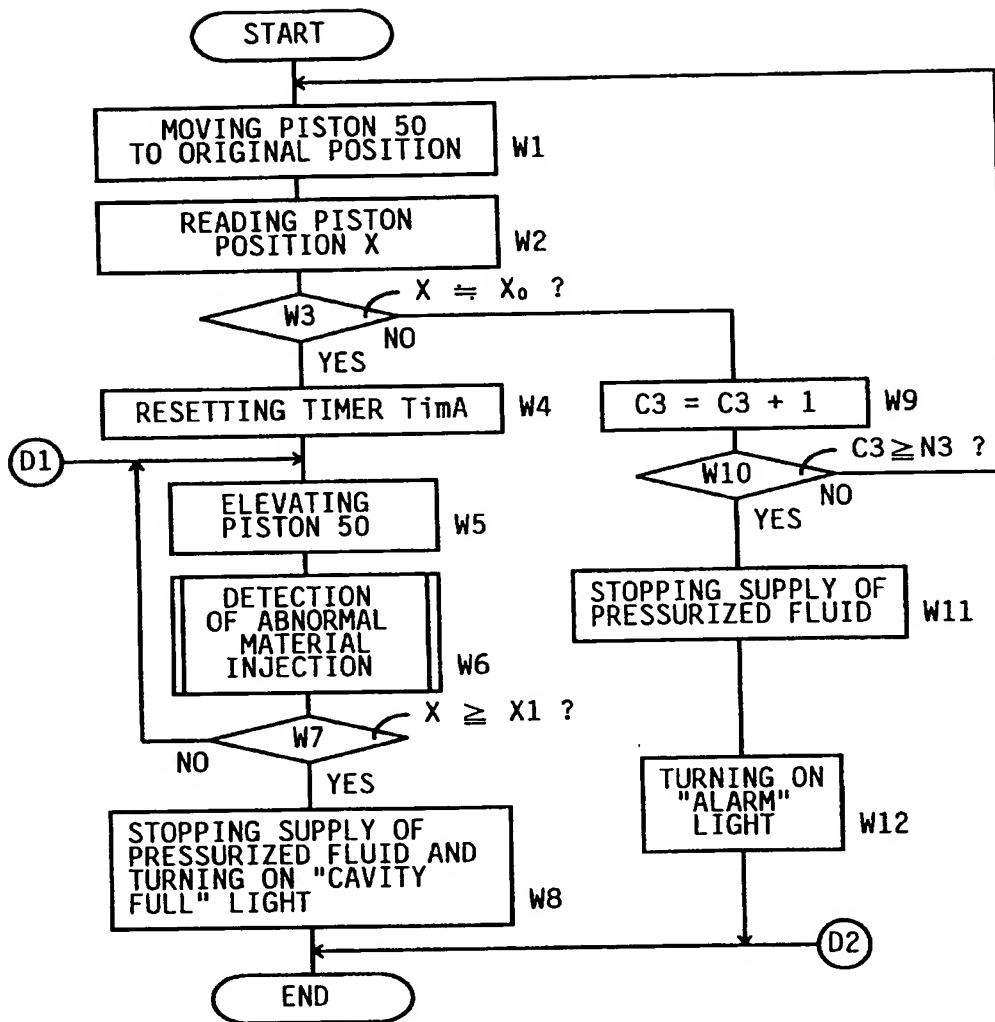 START
MOVING PISTON 50
TO ORIGINAL POSITION
W1
READING PISTON
POSITION X
W2
X ≒ X₀ ?
W3
NO
YES
RESETTING TIMER TimA
W4
C3 = C3 + 1
W9
D1
C3≧N3 ?
W10
NO
YES
ELEVATING
PISTON 50
W5
DETECTION
OF ABNORMAL
MATERIAL
INJECTION
W6
STOPPING SUPPLY OF
PRESSURIZED FLUID
W11
X ≧ X1 ?
W7
NO
YES
TURNING ON
"ALARM"
LIGHT
W12
STOPPING SUPPLY OF
PRESSURIZED FLUID AND
TURNING ON "CAVITY
FULL" LIGHT
W8
D2
END